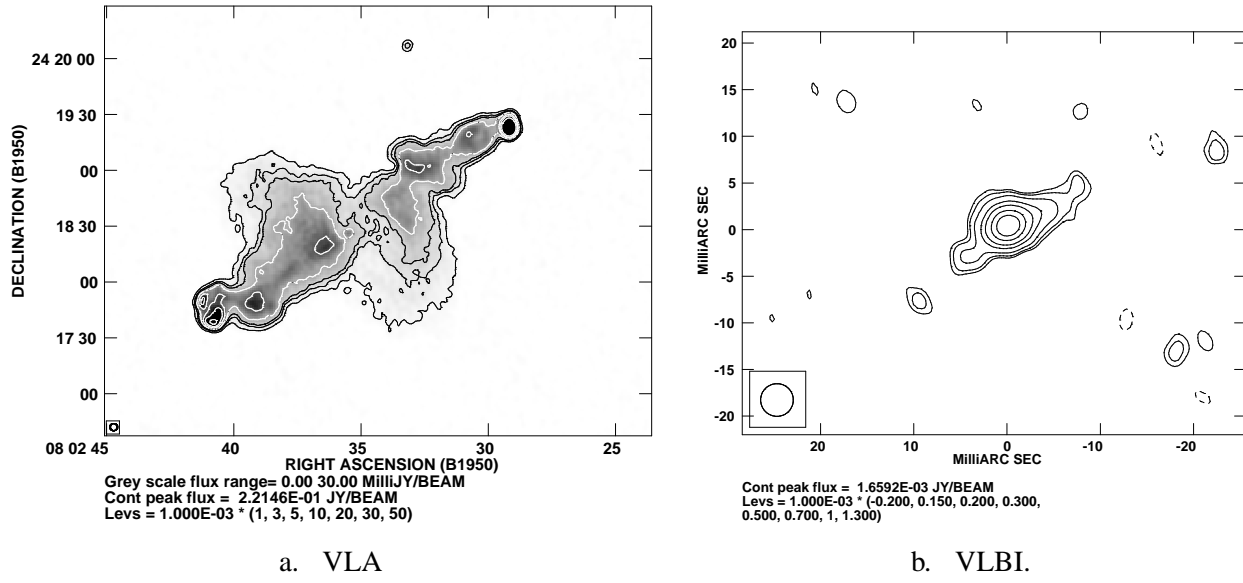 DECLINATION (B1950)
24 20 00
19 30
00
18 30
00
17 30
00
08 02 45
40
35
30
25
RIGHT ASCENSION (B1950)
Grey scale flux range= 0.00 30.00 MilliJY/BEAM
Cont peak flux = 2.2146E-01 JY/BEAM
Levs = 1.000E-03 * (1, 3, 5, 10, 20, 30, 50)
a. VLA
MilliARC SEC
20
15
10
5
0
-5
-10
-15
-20
20
10
0
-10
-20
MilliARC SEC
Cont peak flux = 1.6592E-03 JY/BEAM
Levs = 1.000E-03 * (-0.200, 0.150, 0.200, 0.300,
0.500, 0.700, 1, 1.300)
b. VLBI.